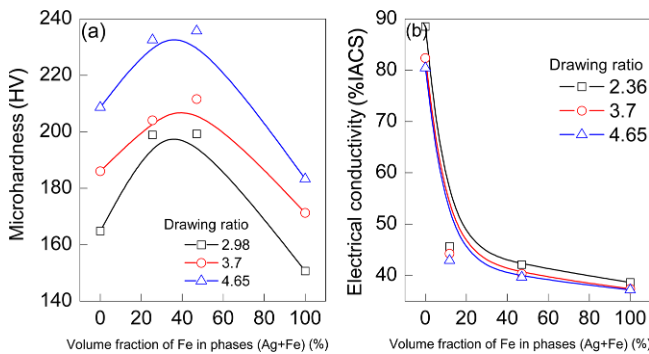 (a)
Microhardness (HV)
240
220
200
180
160
140
Drawing ratio
2.98
3.7
4.65
0 20 40 60 80 100
Volume fraction of Fe in phases (Ag+Fe) (%)
(b)
Electrical conductivity (%IACS)
90
80
70
60
50
40
Drawing ratio
2.36
3.7
4.65
0 20 40 60 80 100
Volume fraction of Fe in phases (Ag+Fe) (%)